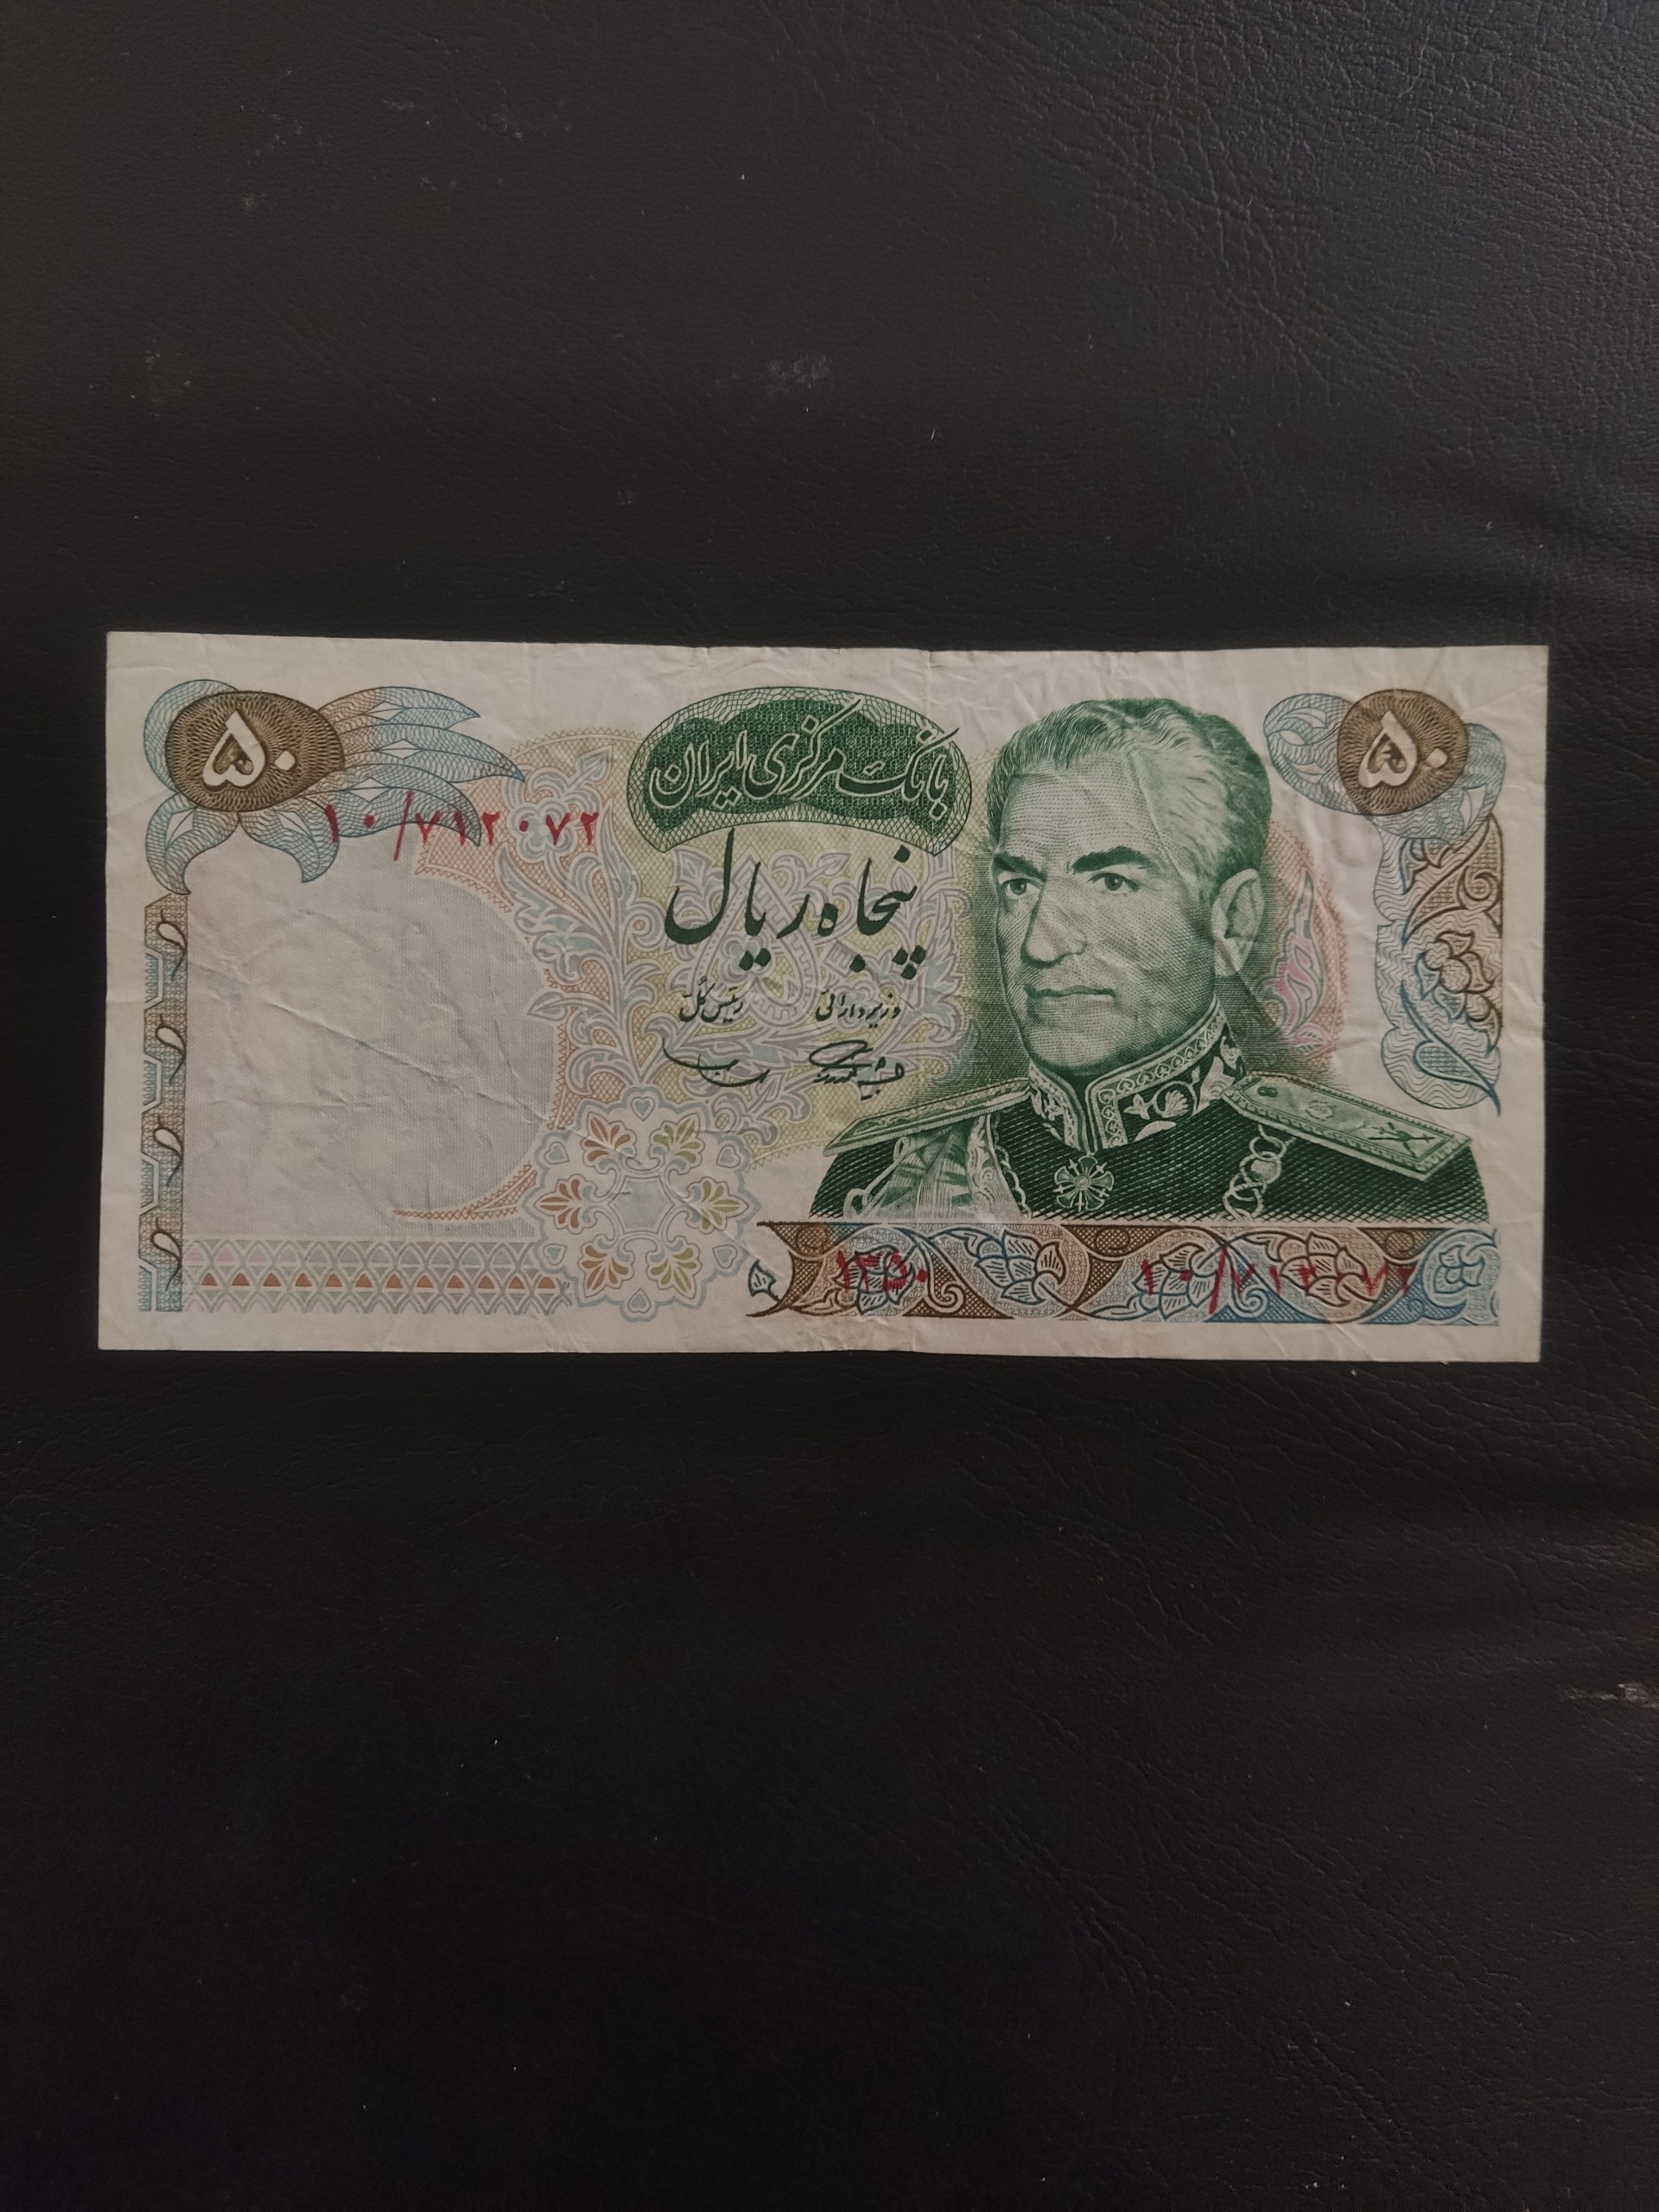 ۵۰
۵۰
بانک مرکزی ایران
۱۰/۷۱۲۰۷۲
پنجاه ریال
وزیر دارائی
رئیس کل
۱۳۵۰
۱۰/۷۱۲۰۷۲